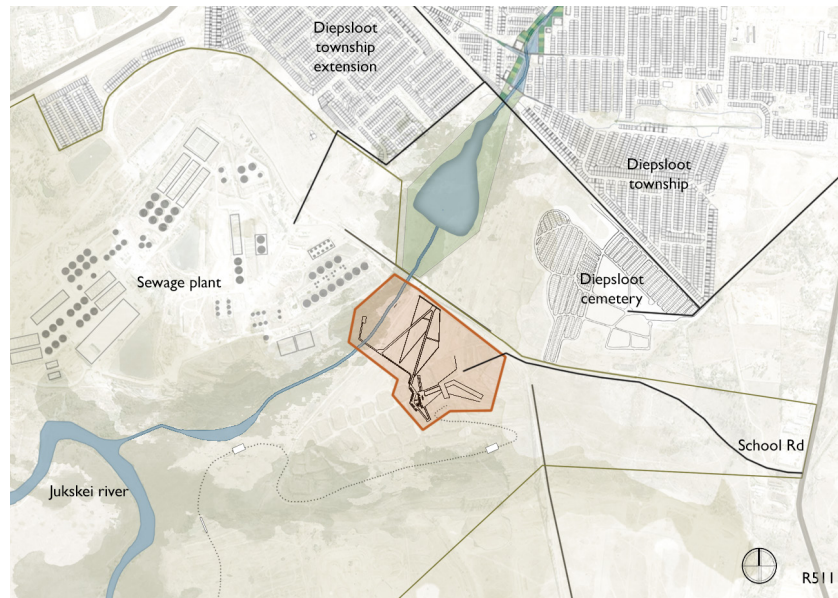 Diepsloot
township
extension
Diepsloot
township
Sewage plant
Diepsloot
cemetery
School Rd
Jukskei river
R511